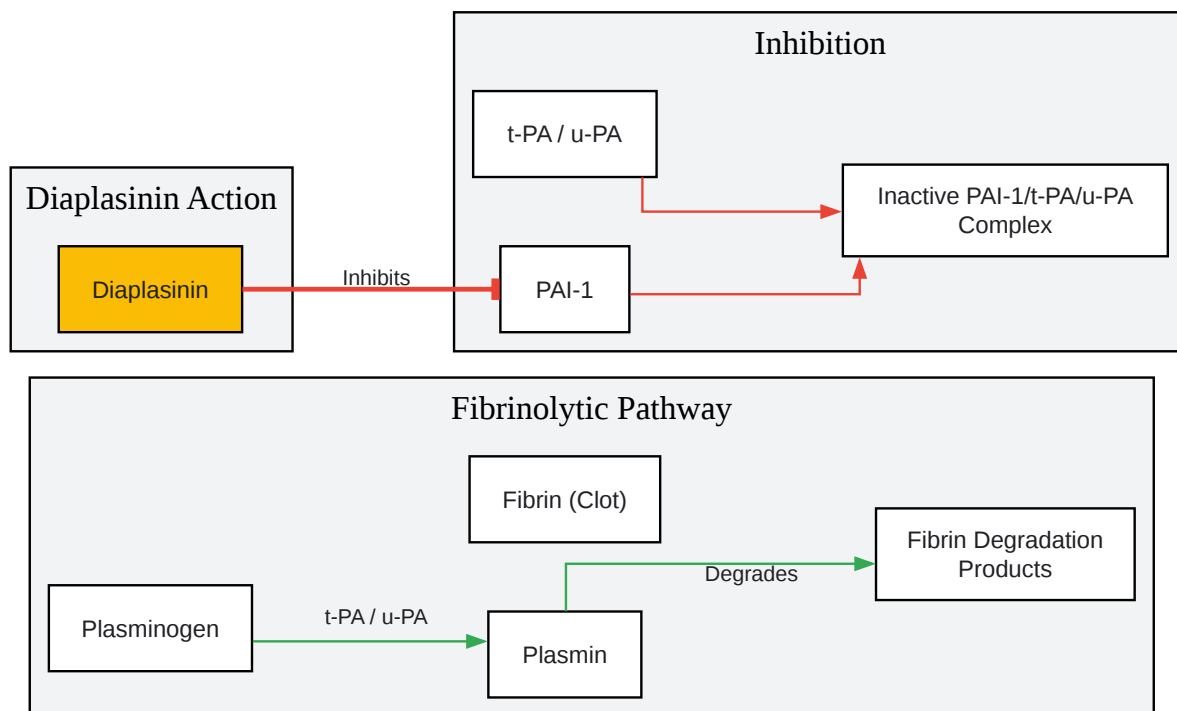 Inhibition
t-PA / u-PA
Inactive PAI-1/t-PA/u-PA
Complex
Diaplasinin Action
Diaplasinin
Inhibits
PAI-1
Fibrinolytic Pathway
Fibrin (Clot)
Fibrin Degradation
Products
Degrades
Plasminogen
t-PA / u-PA
Plasmin